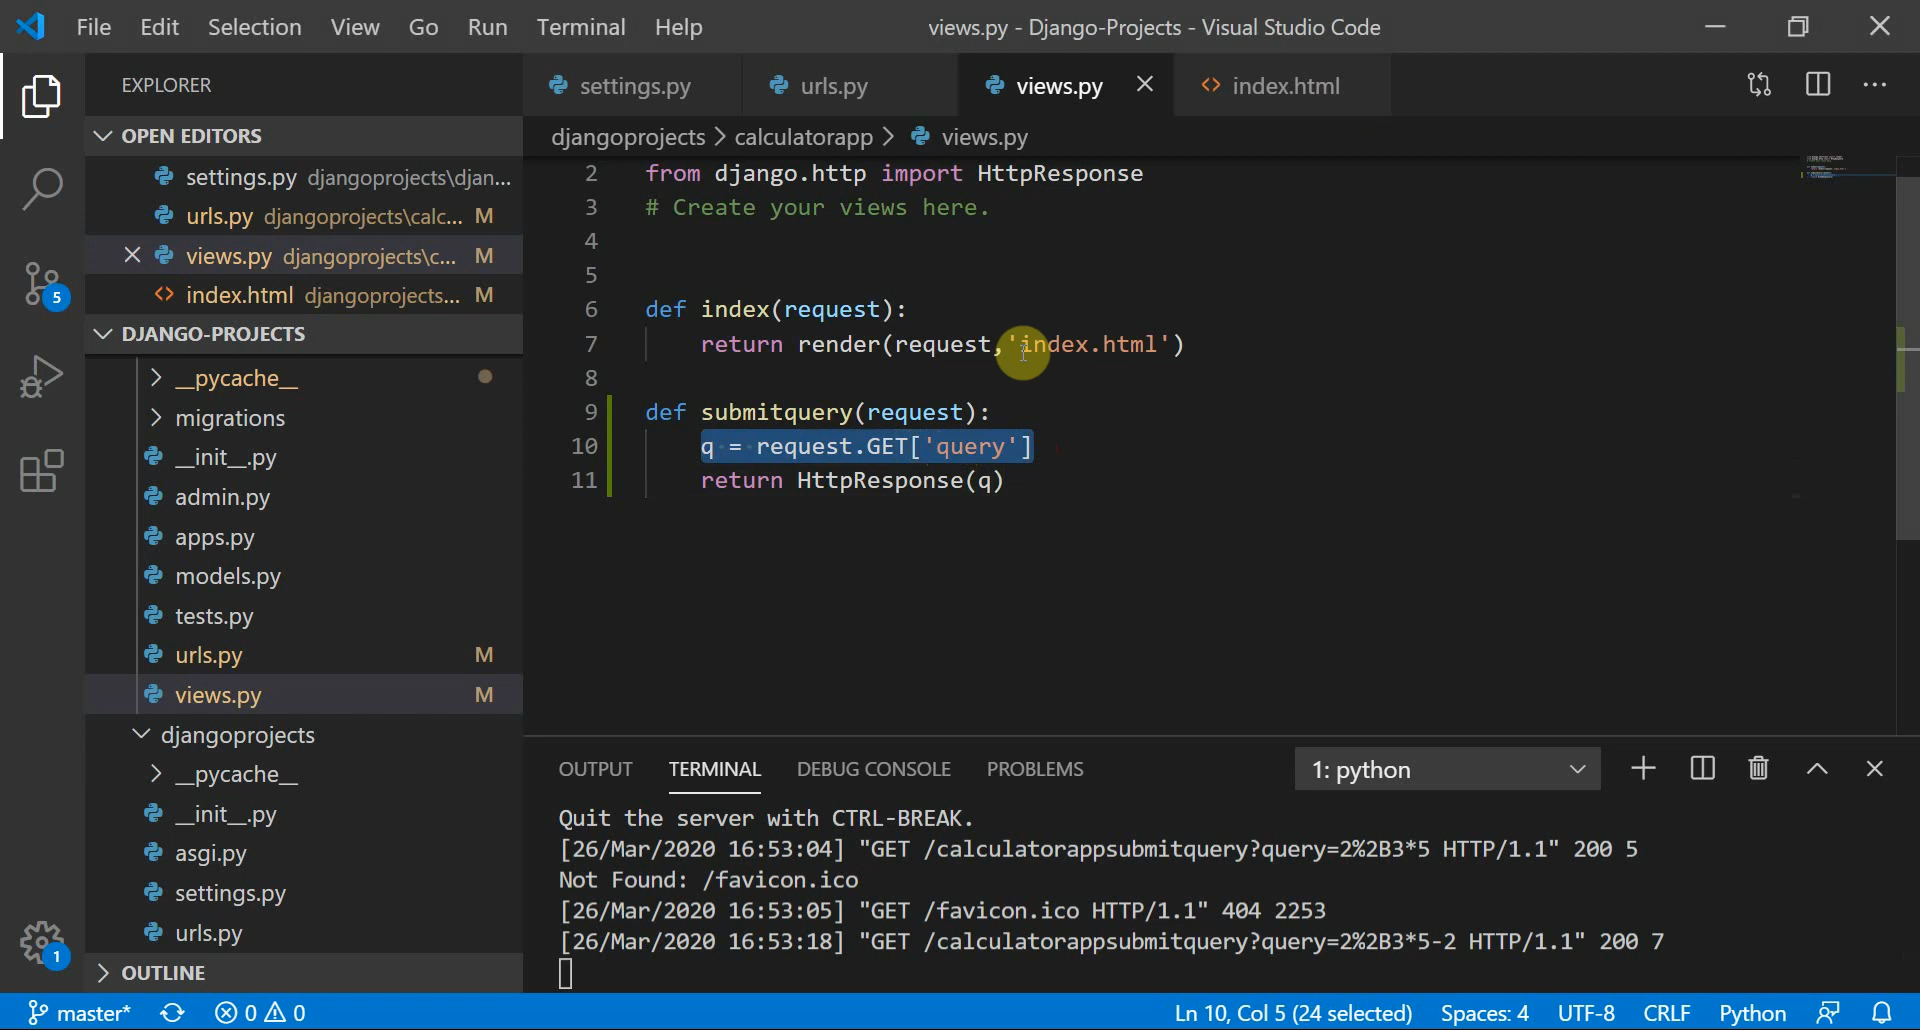 File Edit Selection View Go Run Terminal Help views.py - Django-Projects - Visual Studio Code
EXPLORER
settings.py urls.py views.py index.html
OPEN EDITORS
settings.py djangoprojects\djan...
urls.py djangoprojects\calc... M
views.py djangoprojects\c... M
index.html djangoprojects... M
DJANGO-PROJECTS
__pycache__
migrations
__init__.py
admin.py
apps.py
models.py
tests.py
urls.py M
views.py M
djangoprojects
__pycache__
__init__.py
asgi.py
settings.py
urls.py
OUTLINE
5
1
djangoprojects > calculatorapp > views.py
2 from django.http import HttpResponse
3 # Create your views here.
4
5
6 def index(request):
7 return render(request,'index.html')
8
9 def submitquery(request):
10 q = request.GET['query']
11 return HttpResponse(q)
OUTPUT TERMINAL DEBUG CONSOLE PROBLEMS 1: python
Quit the server with CTRL-BREAK.
[26/Mar/2020 16:53:04] "GET /calculatorappsubmitquery?query=2%2B3*5 HTTP/1.1" 200 5
Not Found: /favicon.ico
[26/Mar/2020 16:53:05] "GET /favicon.ico HTTP/1.1" 404 2253
[26/Mar/2020 16:53:18] "GET /calculatorappsubmitquery?query=2%2B3*5-2 HTTP/1.1" 200 7
master* 0 0 Ln 10, Col 5 (24 selected) Spaces: 4 UTF-8 CRLF Python